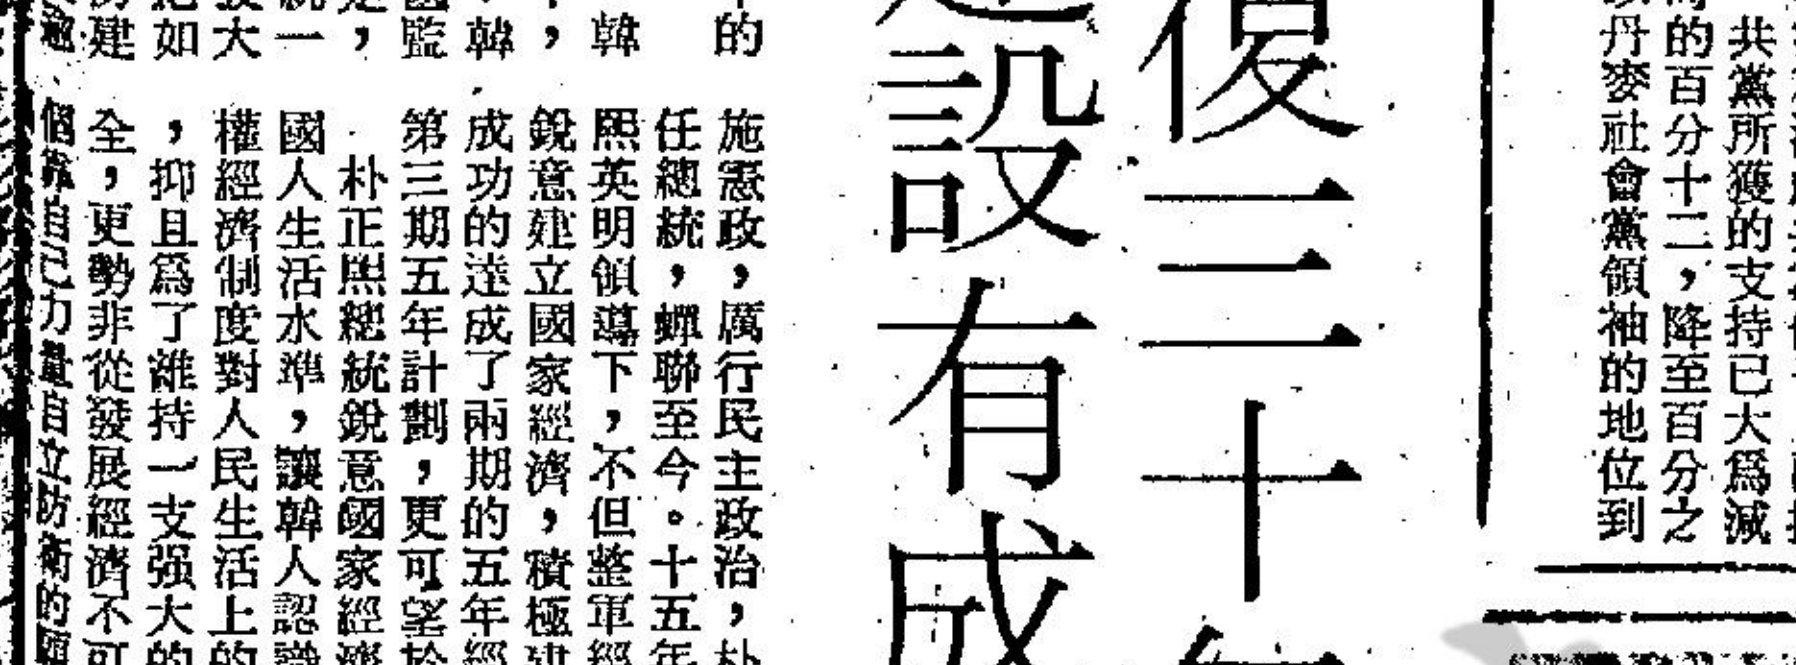 共黨所獲的支持已大爲減
的百分十二，降至百分之
丹麥社會黨領袖的地位到
復三十年
建設有成
的
施憲政，厲行民主政治，朴
任總統，蟬聯至今。十五年
韓
熙英明領導下，不但整軍經
，
銳意建立國家經濟，積極建
韓
成功的達成了兩期的五年經
監
第三期五年計劃，更可望於
，
朴正熙總統銳意國家經濟
一
國人生活水準，讓韓人認識
大
權經濟制度對人民生活上的
如
，抑且爲了維持一支强大的
建
全，更勢非從發展經濟不可
個靠自己力量自立防衛的